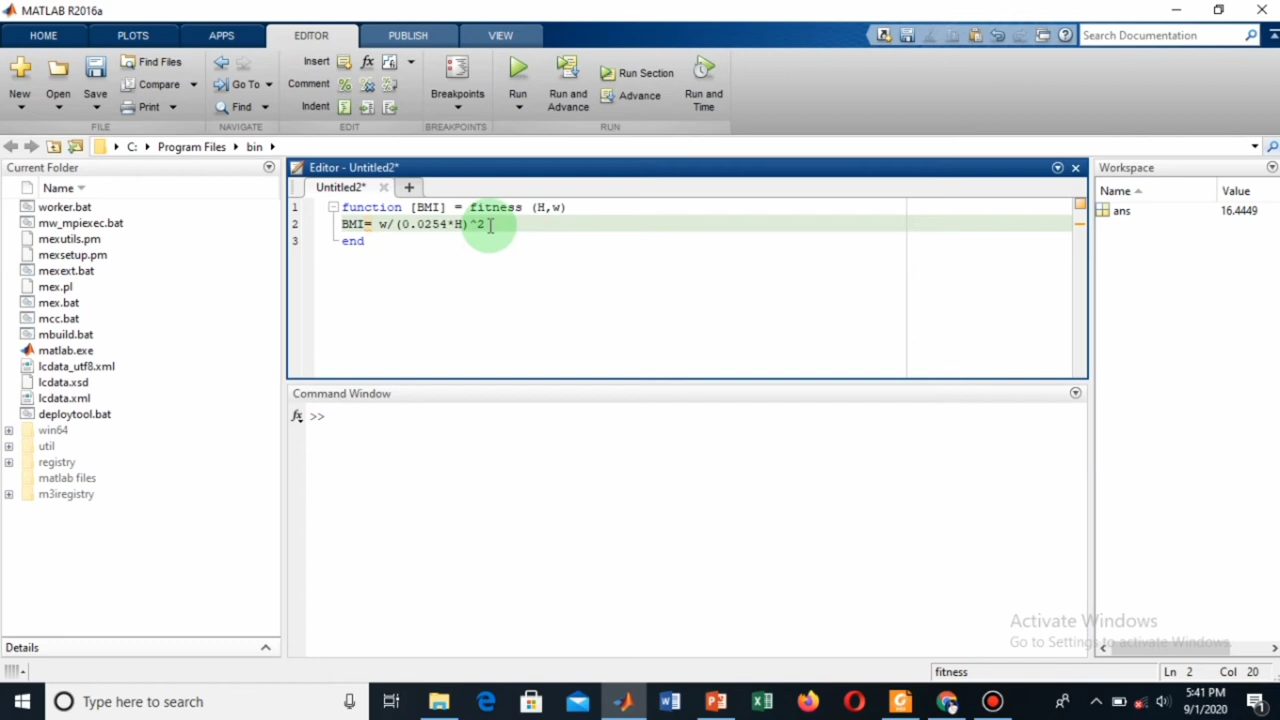 MATLAB R2016a
HOME PLOTS APPS EDITOR PUBLISH VIEW Search Documentation
New Open Save Find Files Compare Print Go To Find Insert Comment Indent fx Breakpoints Run Run and Advance Run Section Advance Run and Time
FILE NAVIGATE EDIT BREAKPOINTS RUN
C: Program Files bin
Current Folder
Name
worker.bat
mw_mpiexec.bat
mexutils.pm
mexsetup.pm
mexext.bat
mex.pl
mex.bat
mcc.bat
mbuild.bat
matlab.exe
lcdata_utf8.xml
lcdata.xsd
lcdata.xml
deploytool.bat
win64
util
registry
matlab files
m3iregistry
Details
Editor - Untitled2*
Untitled2*
1 function [BMI] = fitness (H,w)
2 BMI= w/(0.0254*H)^2
3 end
Command Window
fx >>
Workspace
Name Value
ans 16.4449
Activate Windows
Go to Settings to activate Windows.
fitness Ln 2 Col 20
Type here to search
5:41 PM
9/1/2020